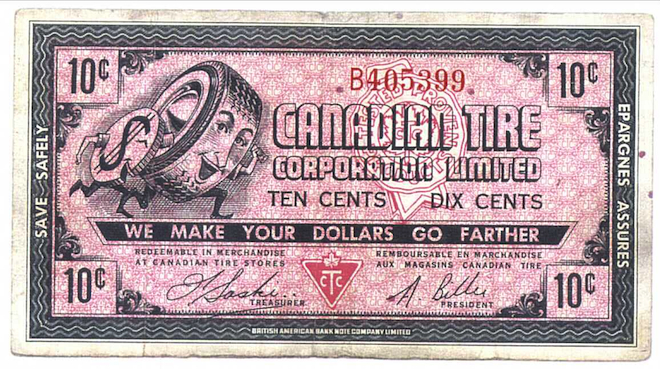 10¢ B405399 10¢
CANADIAN TIRE
CORPORATION LIMITED
TEN CENTS DIX CENTS
WE MAKE YOUR DOLLARS GO FARTHER
REDEEMABLE IN MERCHANDISE
AT CANADIAN TIRE STORES
REMBOURSABLE EN MARCHANDISE
AUX MAGASINS CANADIAN TIRE
10¢ 10¢
CTC
TREASURER
PRESIDENT
BRITISH AMERICAN BANK NOTE COMPANY LIMITED
SAVE SAFELY
EPARGNES ASSURES